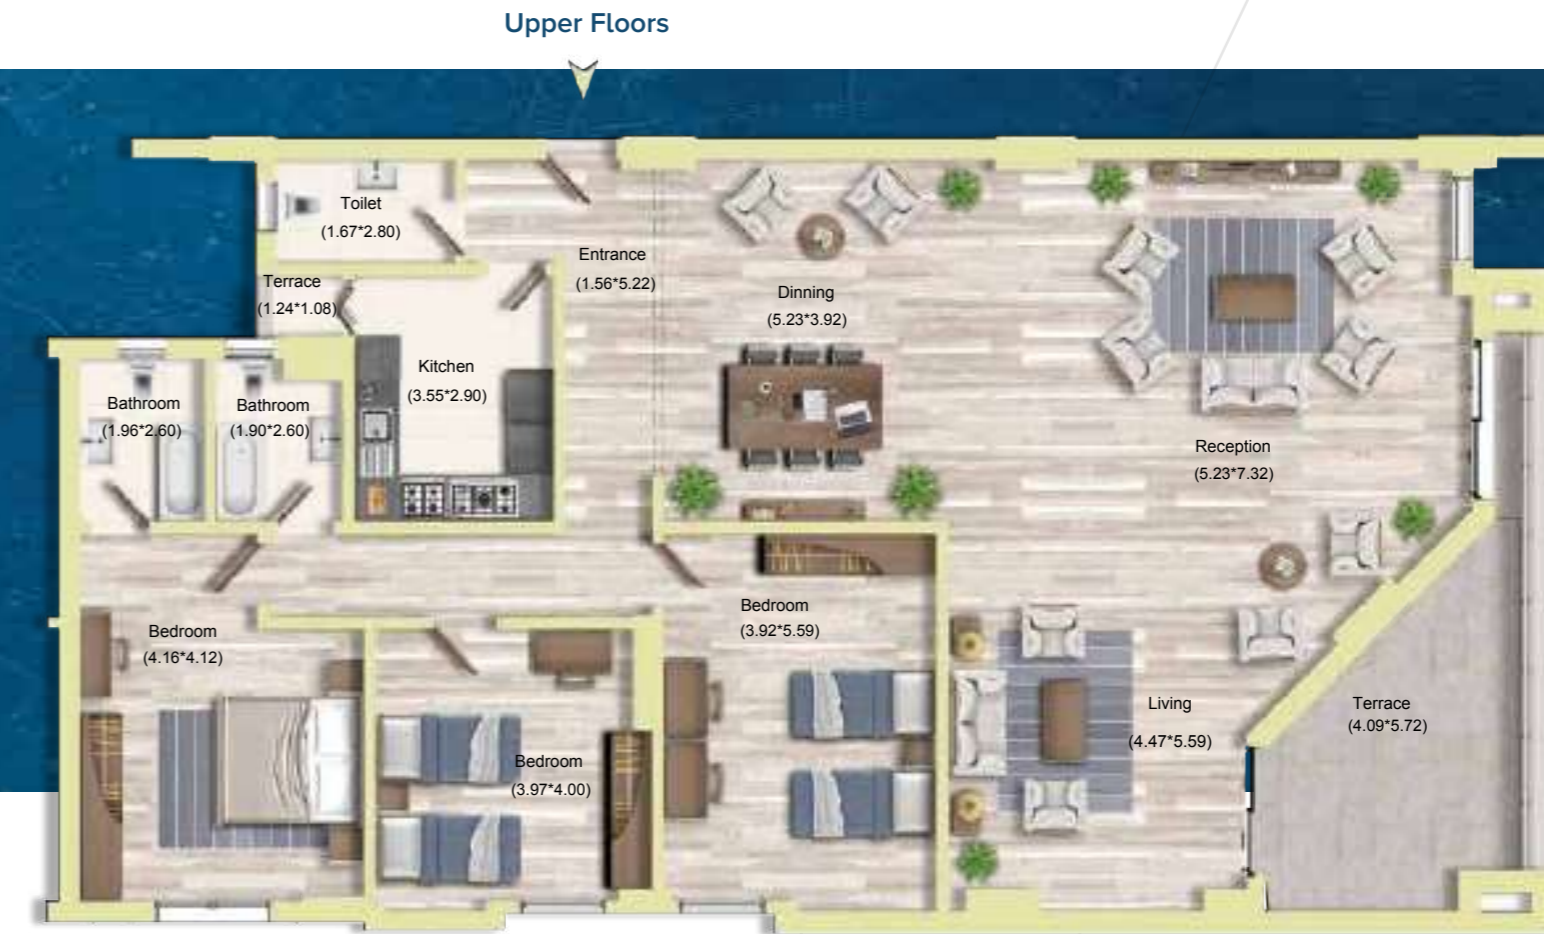 Upper Floors
Toilet
(1.67*2.80)
Entrance
(1.56*5.22)
Terrace
(1.24*1.08)
Dinning
(5.23*3.92)
Kitchen
(3.55*2.90)
Bathroom
(1.96*2.60)
Bathroom
(1.90*2.60)
Reception
(5.23*7.32)
Bedroom
(4.16*4.12)
Bedroom
(3.92*5.59)
Bedroom
(3.97*4.00)
Living
(4.47*5.59)
Terrace
(4.09*5.72)